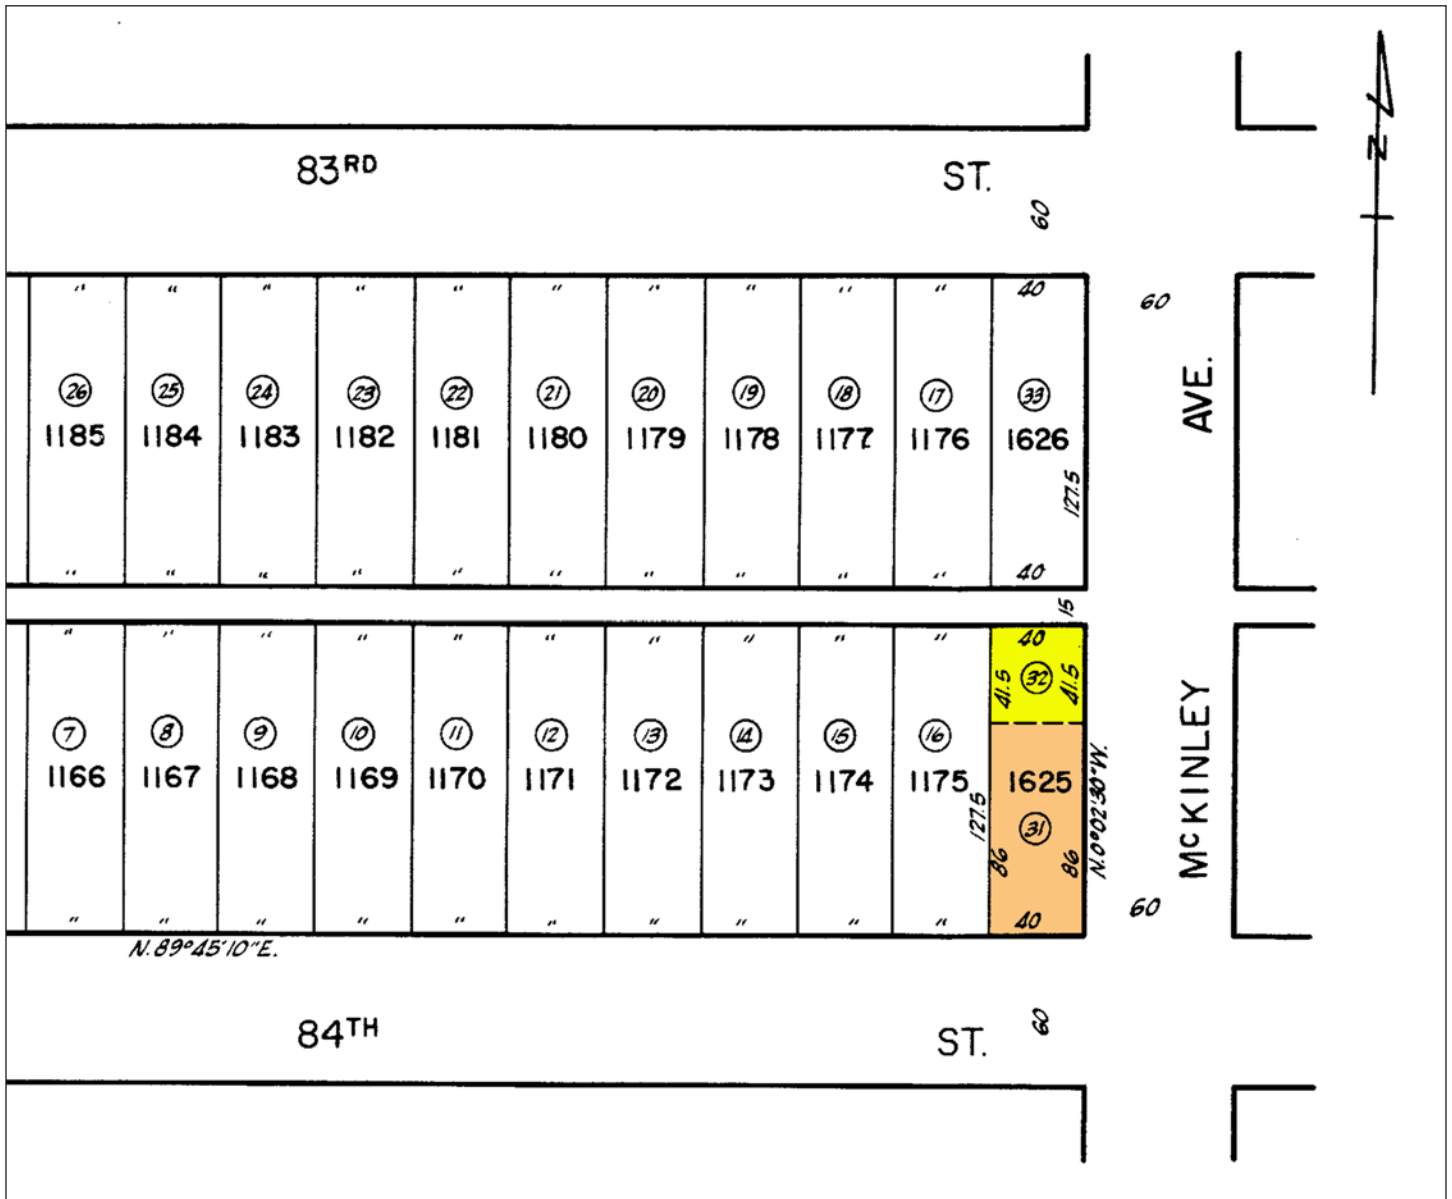 83RD ST.
60
" " " " " " " " " " 40
60
26 25 24 23 22 21 20 19 18 17 33
1185 1184 1183 1182 1181 1180 1179 1178 1177 1176 1626
127.5
AVE.
" " " " " " " " " " 40
15
" " " " " " " " " " 40
41.5 32 41.5
7 8 9 10 11 12 13 14 15 16
1166 1167 1168 1169 1170 1171 1172 1173 1174 1175 1625
127.5
31
86 86
N.0°02'30"W.
McKINLEY
" " " " " " " " " " 40
60
N.89°45'10"E.
84TH ST.
60
N